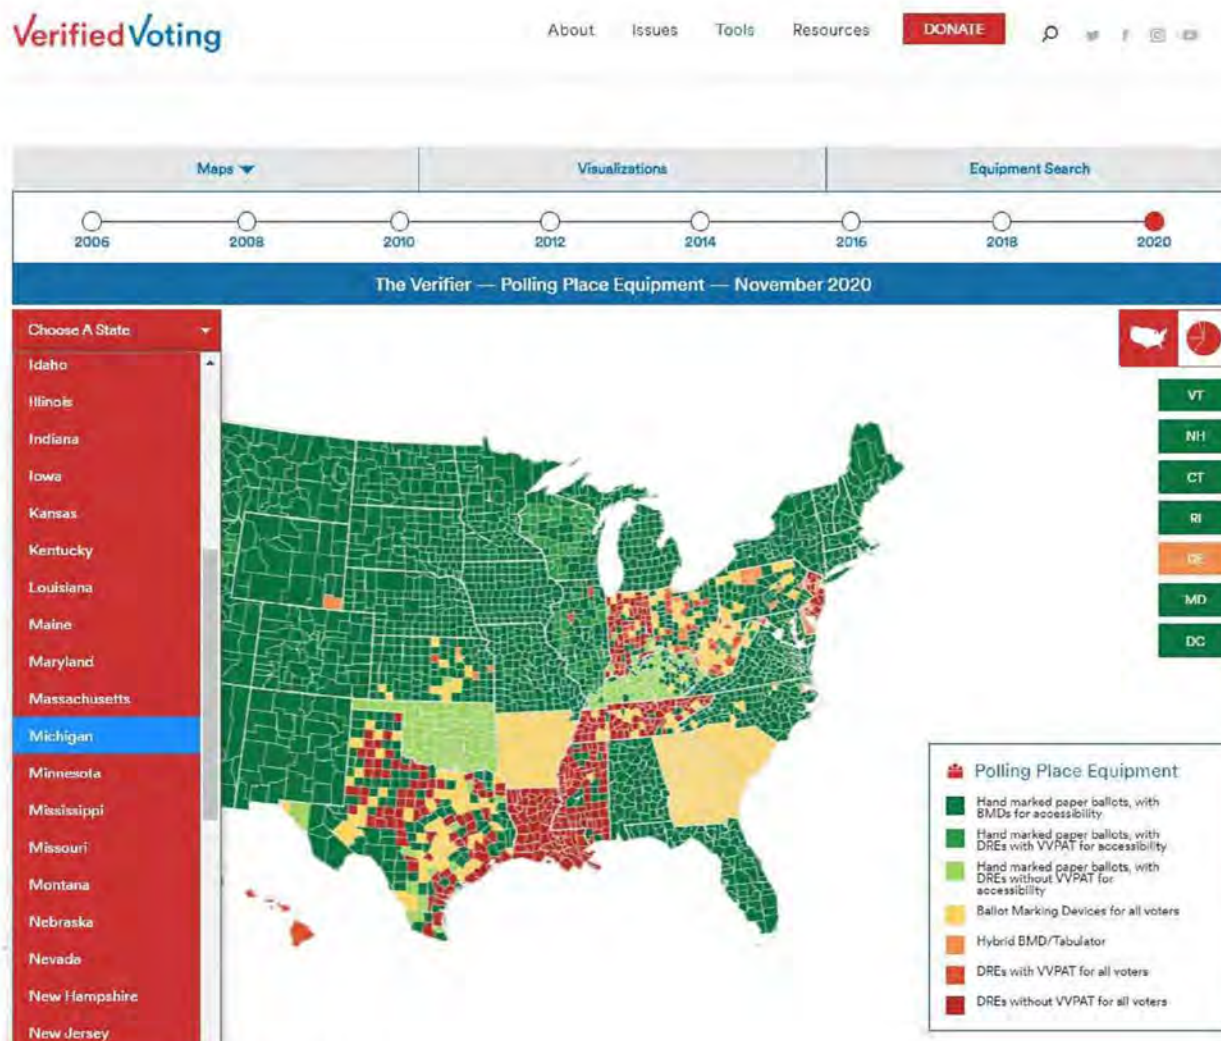 Verified Voting
About Issues Tools Resources DONATE
Maps Visualizations Equipment Search
2006 2008 2010 2012 2014 2016 2018 2020
The Verifier — Polling Place Equipment — November 2020
Choose A State
Idaho
Illinois
Indiana
Iowa
Kansas
Kentucky
Louisiana
Maine
Maryland
Massachusetts
Michigan
Minnesota
Mississippi
Missouri
Montana
Nebraska
Nevada
New Hampshire
New Jersey
VT
NH
CT
RI
DE
MD
DC
Polling Place Equipment
Hand marked paper ballots, with
BMDs for accessibility
Hand marked paper ballots, with
DREs with VVPAT for accessibility
Hand marked paper ballots, with
DREs without VVPAT for
accessibility
Ballot Marking Devices for all voters
Hybrid BMD/Tabulator
DREs with VVPAT for all voters
DREs without VVPAT for all voters